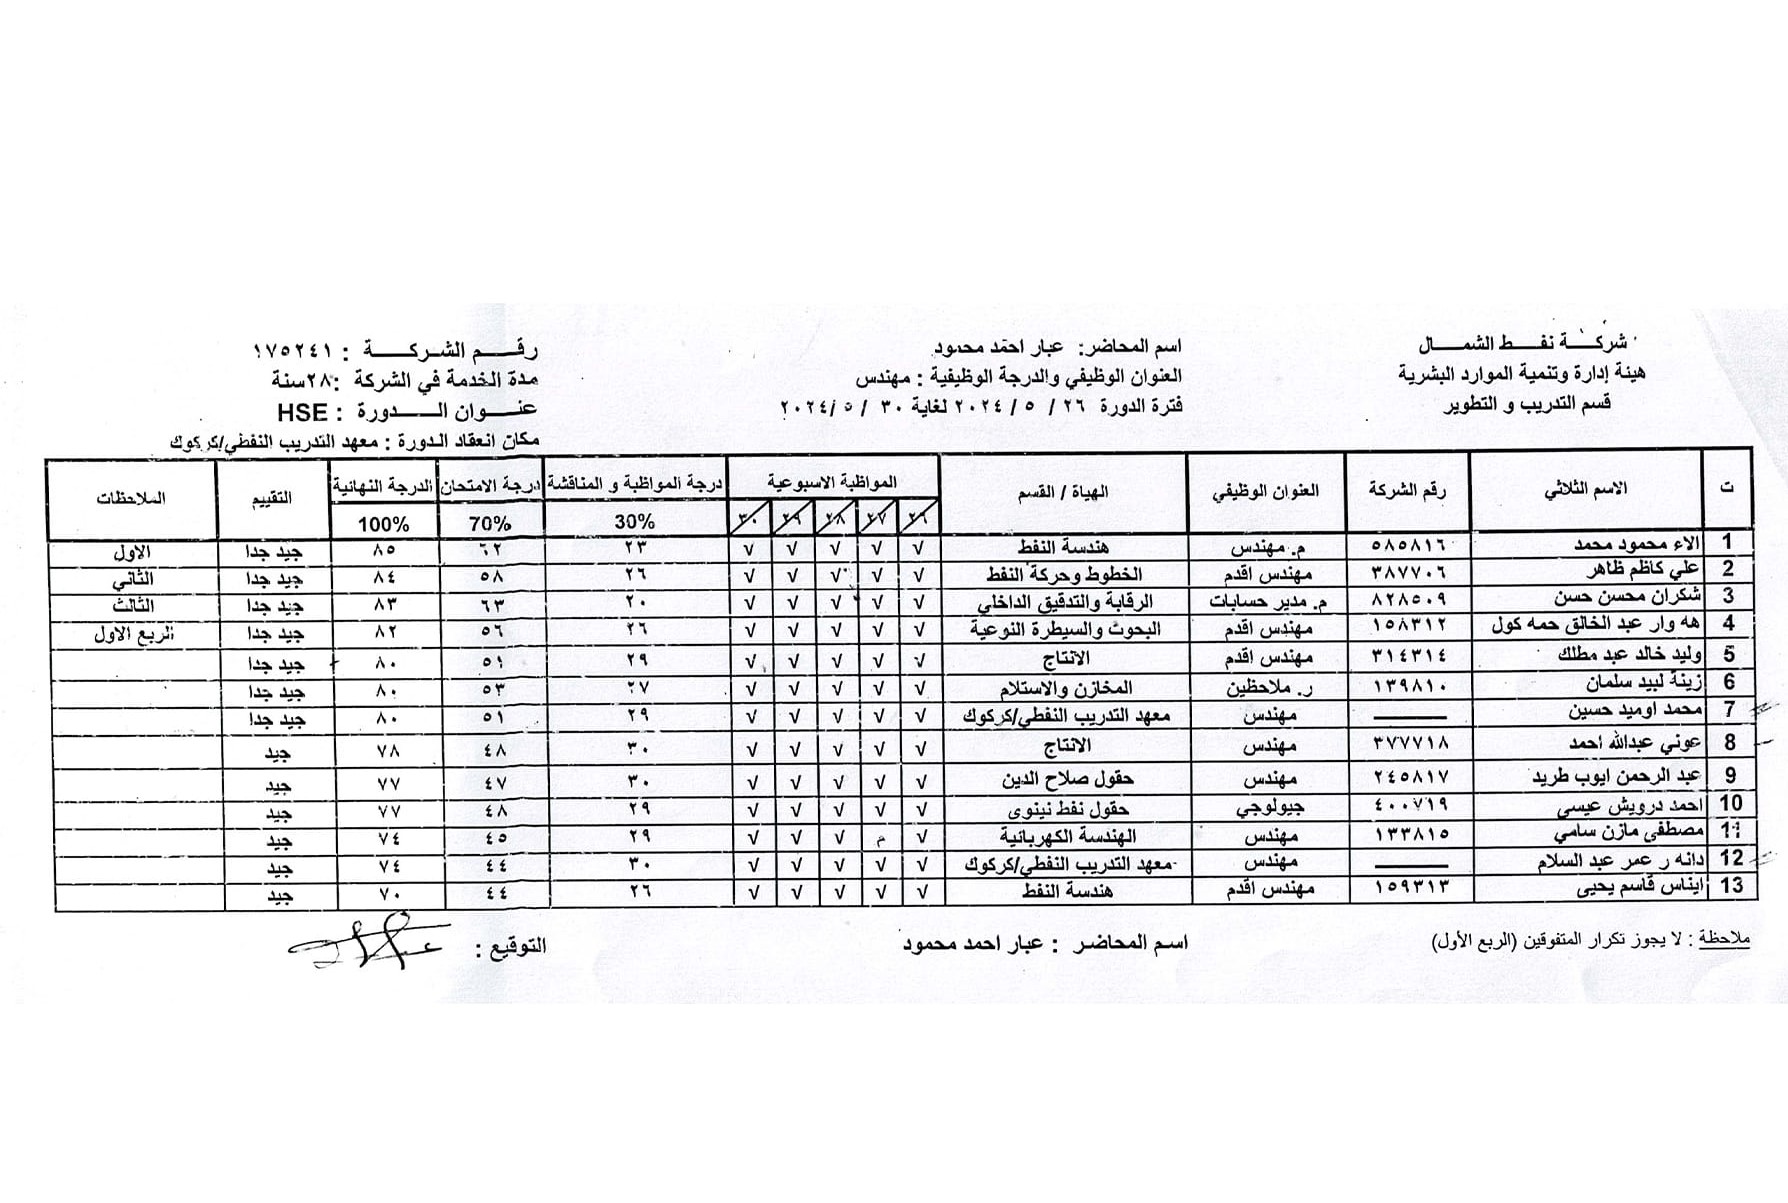 شركة نفط الشمال
هيئة إدارة وتنمية الموارد البشرية
قسم التدريب و التطوير
اسم المحاضر: عبار احمد محمود
العنوان الوظيفي والدرجة الوظيفية : مهندس
فترة الدورة ٢٦ / ٥ / ٢٠٢٤ لغاية ٣٠ / ٥ /٢٠٢٤
رقم الشركة : ١٧٥٢٤١
مدة الخدمة في الشركة :٢٨سنة
عنوان الدورة : HSE
مكان انعقاد الدورة : معهد التدريب النفطي/كركوك
ت الاسم الثلاثي رقم الشركة العنوان الوظيفي الهياة / القسم المواظبة الاسبوعية درجة المواظبة و المناقشة درجة الامتحان الدرجة النهائية التقييم الملاحظات
٢٦ ٢٧ ٢٨ ٢٩ ٣٠ 30% 70% 100%
1 الاء محمود محمد ٥٨٥٨١٦ م. مهندس هندسة النفط √ √ √ √ √ ٢٣ ٦٢ ٨٥ جيد جدا الاول
2 علي كاظم ظاهر ٣٨٧٧٠٦ مهندس اقدم الخطوط وحركة النفط √ √ √ √ √ ٢٦ ٥٨ ٨٤ جيد جدا الثاني
3 شكران محسن حسن ٨٢٨٥٠٩ م. مدير حسابات الرقابة والتدقيق الداخلي √ √ √ √ √ ٢٠ ٦٣ ٨٣ جيد جدا الثالث
4 هه وار عبد الخالق حمه كول ١٥٨٣١٢ مهندس اقدم البحوث والسيطرة النوعية √ √ √ √ √ ٢٦ ٥٦ ٨٢ جيد جدا الربع الاول
5 وليد خالد عبد مطلك ٣١٤٣١٤ مهندس اقدم الانتاج √ √ √ √ √ ٢٩ ٥١ ٨٠ جيد جدا
6 زينة لبيد سلمان ١٣٩٨١٠ ر. ملاحظين المخازن والاستلام √ √ √ √ √ ٢٧ ٥٣ ٨٠ جيد جدا
7 محمد اوميد حسين ـــــــ مهندس معهد التدريب النفطي/كركوك √ √ √ √ √ ٢٩ ٥١ ٨٠ جيد جدا
8 عوني عبدالله احمد ٣٧٧٧١٨ مهندس الانتاج √ √ √ √ √ ٣٠ ٤٨ ٧٨ جيد
9 عبد الرحمن ايوب طريد ٢٤٥٨١٧ مهندس حقول صلاح الدين √ √ √ √ √ ٣٠ ٤٧ ٧٧ جيد
10 احمد درويش عيسى ٤٠٠٧١٩ جيولوجي حقول نفط نينوى √ √ √ √ √ ٢٩ ٤٨ ٧٧ جيد
11 مصطفى مازن سامي ١٣٣٨١٥ مهندس الهندسة الكهربائية √ م √ √ √ ٢٩ ٤٥ ٧٤ جيد
12 دانه ر عمر عبد السلام ـــــــ مهندس معهد التدريب النفطي/كركوك √ √ √ √ √ ٣٠ ٤٤ ٧٤ جيد
13 ايناس قاسم يحيى ١٥٩٣١٣ مهندس اقدم هندسة النفط √ √ √ √ √ ٢٦ ٤٤ ٧٠ جيد
ملاحظة : لا يجوز تكرار المتفوقين (الربع الأول)
اسم المحاضر : عبار احمد محمود
التوقيع :